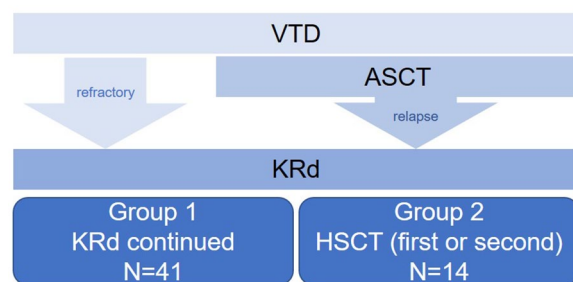 VTD
ASCT
refractory
relapse
KRd
Group 1
KRd continued
N=41
Group 2
HSCT (first or second)
N=14